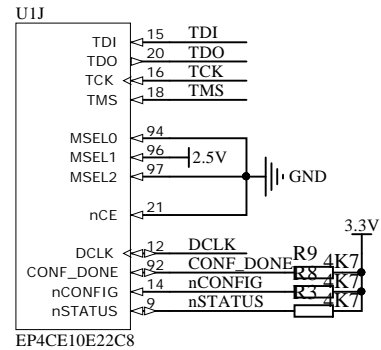 U1J
TDI 15 TDI
TDO 20 TDO
TCK 16 TCK
TMS 18 TMS
MSEL0 94
MSEL1 96 2.5V
MSEL2 97 GND
nCE 21
3.3V
DCLK 12 DCLK R9
CONF_DONE 92 CONF_DONE R8 4K7
nCONFIG 14 nCONFIG R3 4K7
nSTATUS 9 nSTATUS 4K7
EP4CE10E22C8